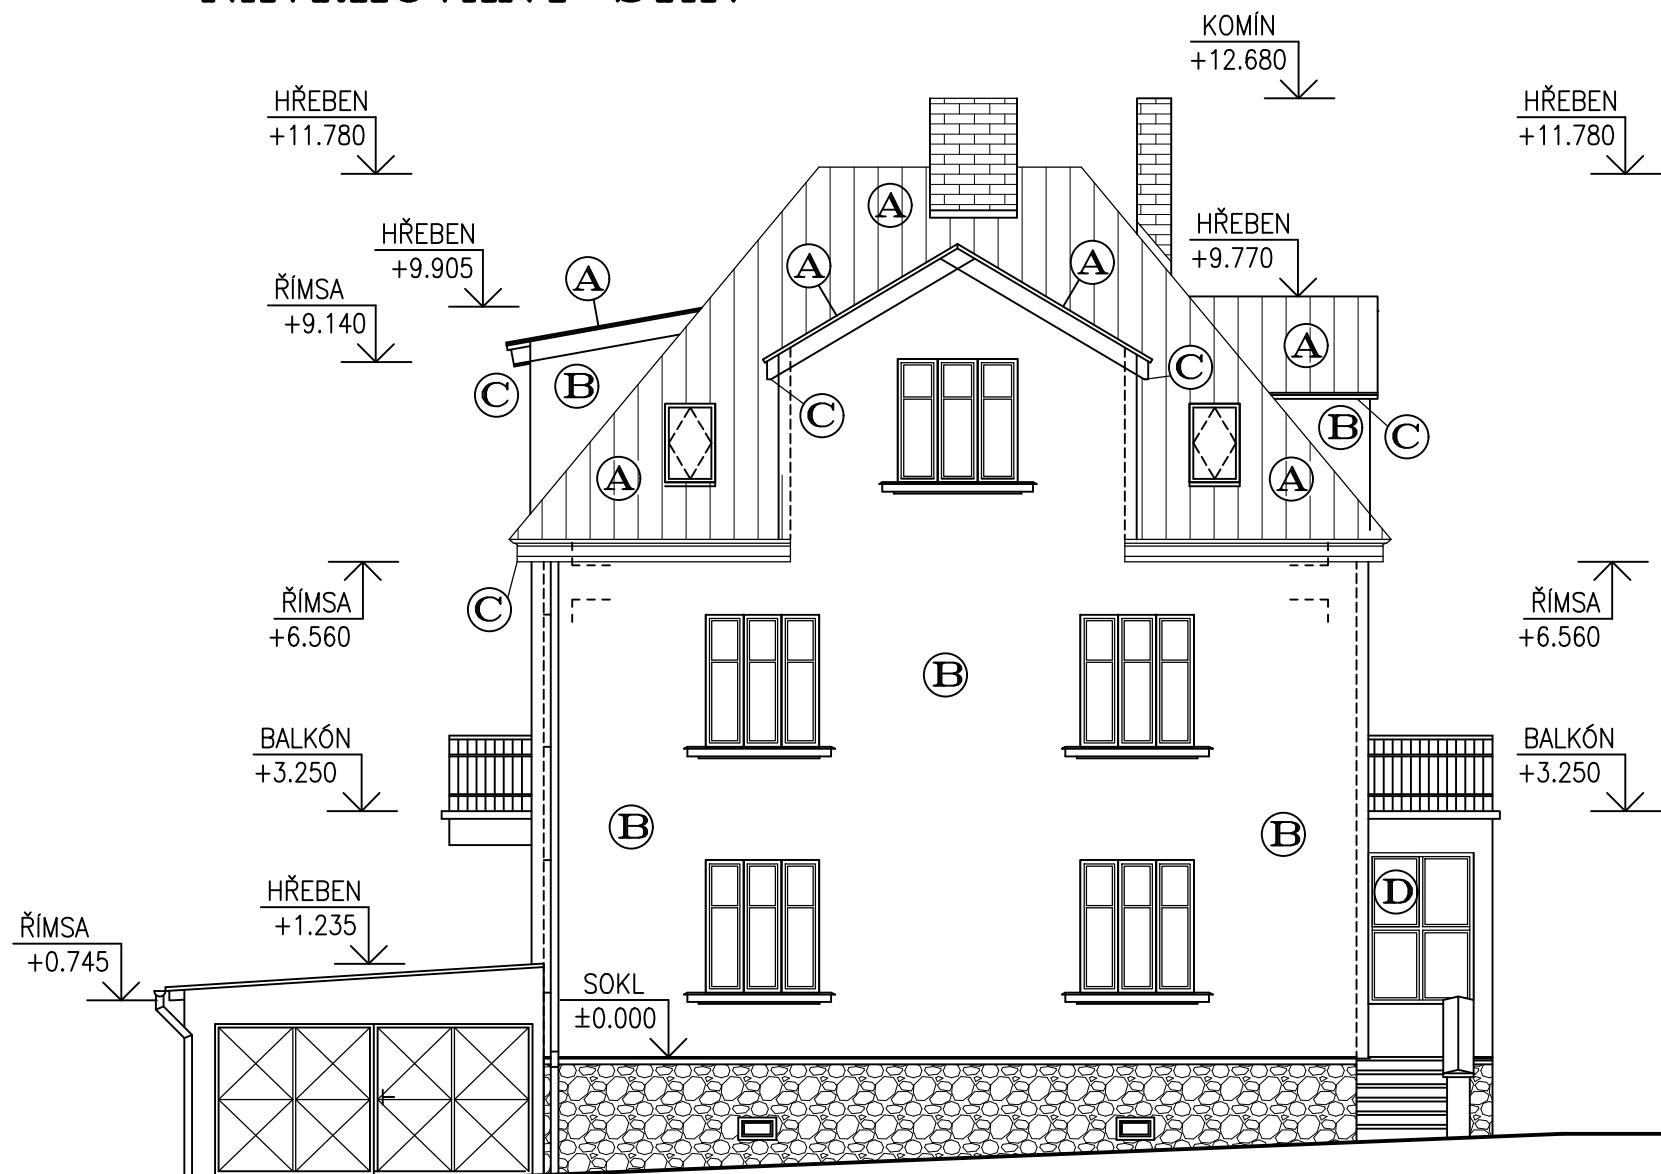 KOMÍN
+12.680
HŘEBEN
+11.780
HŘEBEN
+11.780
A
HŘEBEN
+9.905
A
A
A
HŘEBEN
+9.770
ŘÍMSA
+9.140
A
C
B
C
C
A
B
C
A
A
ŘÍMSA
+6.560
C
ŘÍMSA
+6.560
B
BALKÓN
+3.250
BALKÓN
+3.250
B
B
HŘEBEN
+1.235
D
ŘÍMSA
+0.745
SOKL
±0.000